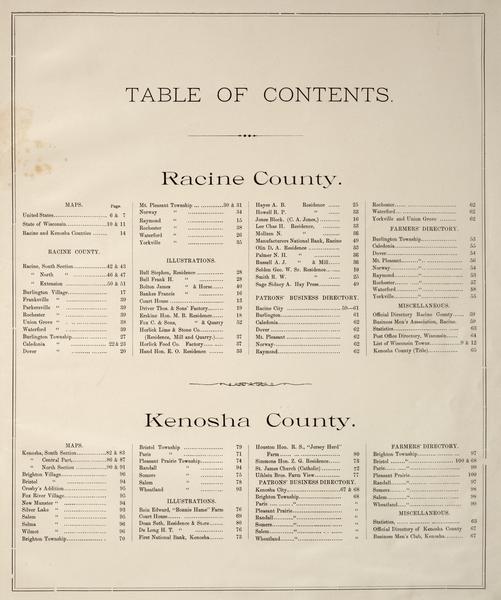 TABLE OF CONTENTS.
Racine County.
MAPS. Page.
United States 6 & 7
State of Wisconsin 10 & 11
Racine and Kenosha Counties 14
RACINE COUNTY.
Racine, South Section 42 & 43
" North " 46 & 47
" Extension 50 & 51
Burlington Village 17
Franksville " 39
Parkersville " 39
Rochester " 39
Union Grove " 39
Waterford " 39
Burlington Township 27
Caledonia " 22 & 23
Dover " 20
Mt. Pleasant Township 30 & 31
Norway " 34
Raymond " 15
Rochester " 38
Waterford " 26
Yorkville " 35
ILLUSTRATIONS.
Bull Stephen, Residence 28
Bull Frank H. " 28
Bolton James " & Horse 40
Bauken Francis " 16
Court House 13
Driver Thos. & Sons' Factory 29
Erskine Hon. M. B. Residence 18
Fox C. & Sons, " & Quarry 52
Horlick Lime & Stone Co.
(Residence, Mill and Quarry.) 37
Horlick Food Co. Factory 37
Hand Hon. E. O. Residence 33
Hayes A. B. Residence 25
Howell R. P. " 33
Jones Block. (C. A. Jones,) 16
Lee Chas H. Residence, 33
Mollzen N. " 36
Manufacturers National Bank, Racine 49
Olin D. A. Residence 53
Palmer N. H. " 36
Russell A. J. " & Mill 36
Selden Geo. W. Sr. Residence 19
Smith R. W. " 25
Sage Sidney A. Hay Press 40
PATRONS' BUSINESS DIRECTORY.
Racine City 59—61
Burlington 61
Caledonia 62
Dover 62
Mt. Pleasant 62
Norway 62
Raymond 62
Rochester 62
Waterford 62
Yorkville and Union Grove 62
FARMERS' DIRECTORY.
Burlington Township 53
Caledonia " 55
Dover " 54
Mt. Pleasant " 56
Norway " 54
Raymond " 53
Rochester " 57
Waterford " 58
Yorkville " 55
MISCELLANEOUS.
Official Directory Racine County 59
Business Men's Association, Racine 59
Statistics 63
Post Office Directory, Wisconsin 64
List of Wisconsin Towns 9 & 12
Kenosha County (Title) 65
Kenosha County.
MAPS.
Kenosha, South Section 82 & 83
" Central Part, 86 & 87
" North Section 90 & 91
Brighton Village 96
Bristol " 94
Crosby's Addition 95
Fox River Village 95
New Munster " 94
Silver Lake " 93
Salem " 95
Selma " 96
Wilmot " 96
Brighton Township 70
Bristol Township 79
Paris " 71
Pleasant Prairie Township 74
Randall " 94
Somers " 75
Salem " 78
Wheatland " 93
ILLUSTRATIONS.
Bain Edward, "Bonnie Hame" Farm 76
Court House 69
Dean Seth, Residence & Store 80
De Long H. T. " 76
First National Bank, Kenosha 73
Houston Hon. R. S., "Jersey Herd"
Farm 80
Simmons Hon. Z. G. Residence 73
St. James Church (Catholic) 72
Uhlein Bros. Farm View 77
PATRONS' BUSINESS DIRECTORY.
Kenosha City 67 & 68
Brighton Township 68
Paris "
Pleasant Prairie "
Randall "
Somers "
Salem "
Wheatland "
FARMERS' DIRECTORY.
Brighton Township 97
Bristol " 100 & 68
Paris " 99
Pleasant Prairie 100
Randall " 97
Somers " 98
Salem " 98
Wheatland " 99
MISCELLANEOUS.
Statistics, 63
Official Directory of Kenosha County 67
Business Men's Club, Kenosha 67